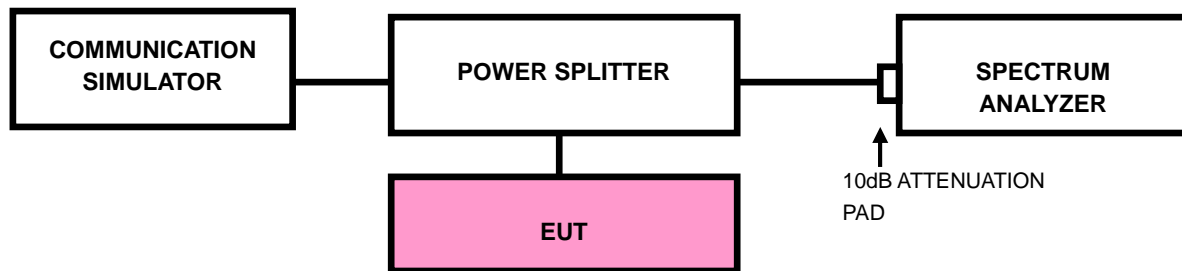 COMMUNICATION
SIMULATOR
POWER SPLITTER
SPECTRUM
ANALYZER
10dB ATTENUATION
PAD
EUT